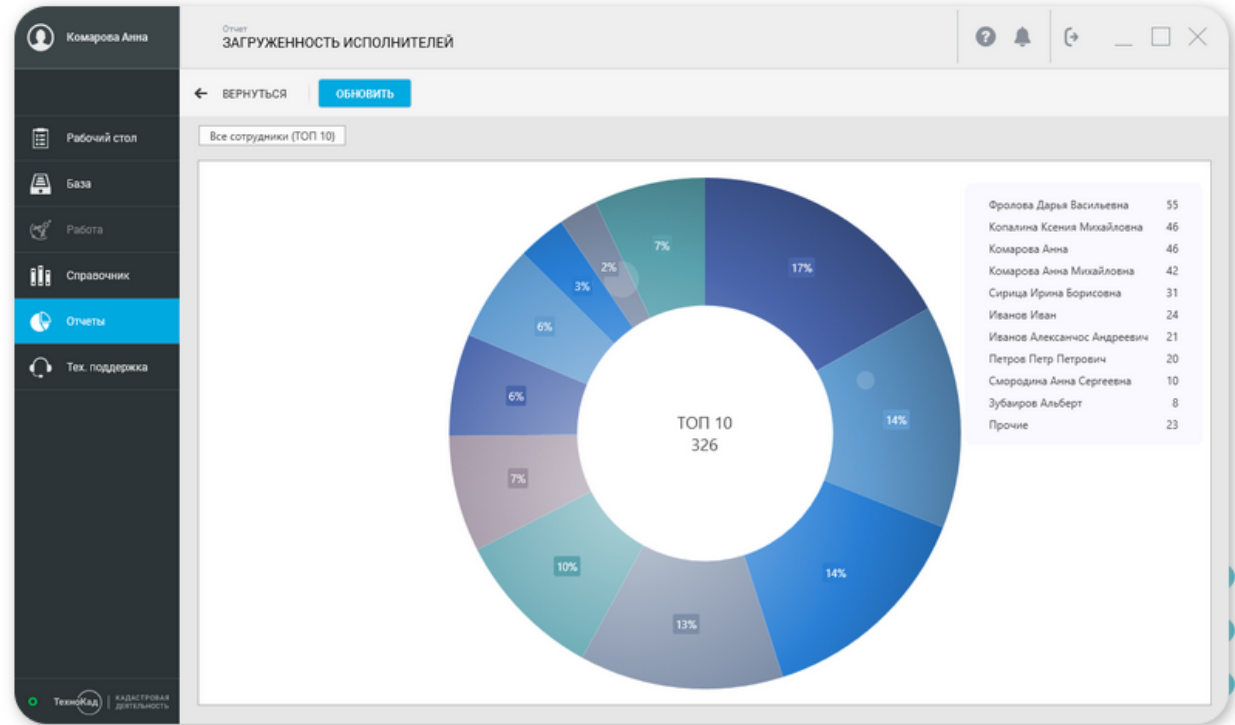 Комарова Анна
Отчет
ЗАГРУЖЕННОСТЬ ИСПОЛНИТЕЛЕЙ
ВЕРНУТЬСЯ
ОБНОВИТЬ
Рабочий стол
База
Работа
Справочник
Отчеты
Тех. поддержка
Все сотрудники (ТОП 10)
7%
17%
2%
3%
6%
6%
14%
ТОП 10
326
7%
10%
14%
13%
Фролова Дарья Васильевна 55
Копалина Ксения Михайловна 46
Комарова Анна 46
Комарова Анна Михайловна 42
Сирица Ирина Борисовна 31
Иванов Иван 24
Иванов Алексанчос Андреевич 21
Петров Петр Петрович 20
Смородина Анна Сергеевна 10
Зубаиров Альберт 8
Прочие 23
ТехноКад
КАДАСТРОВАЯ
ДЕЯТЕЛЬНОСТЬ